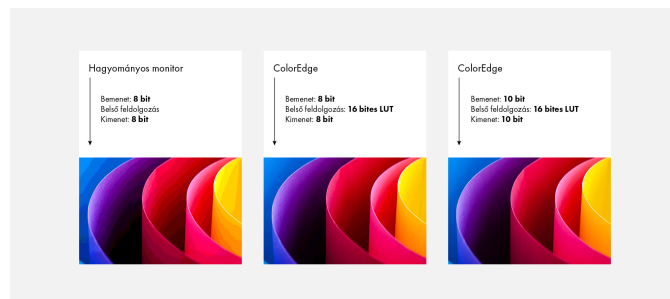 Hagyományos monitor
Bemenet: 8 bit
Belső feldolgozás
Kimenet: 8 bit
ColorEdge
Bemenet: 8 bit
Belső feldolgozás: 16 bites LUT
Kimenet: 8 bit
ColorEdge
Bemenet: 10 bit
Belső feldolgozás: 16 bites LUT
Kimenet: 10 bit